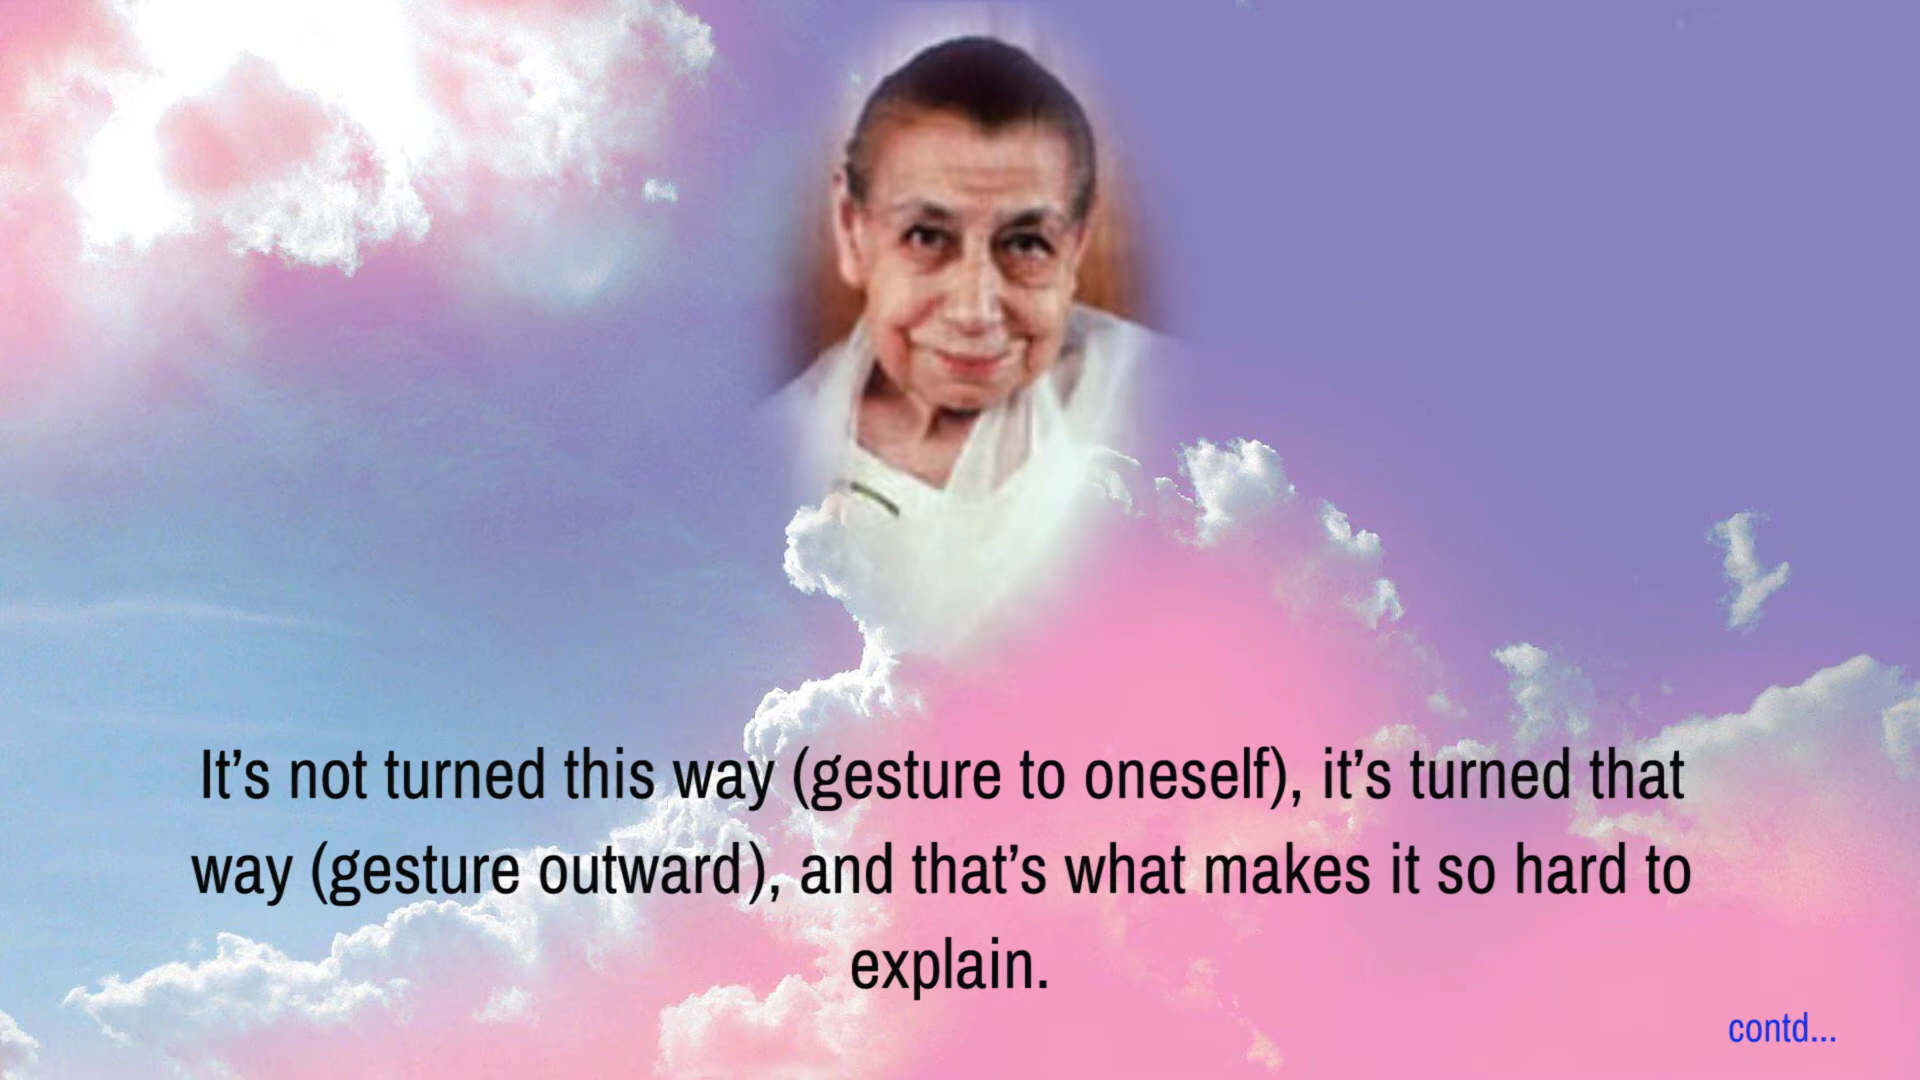 It’s not turned this way (gesture to oneself), it’s turned that
way (gesture outward), and that’s what makes it so hard to
explain.
contd...